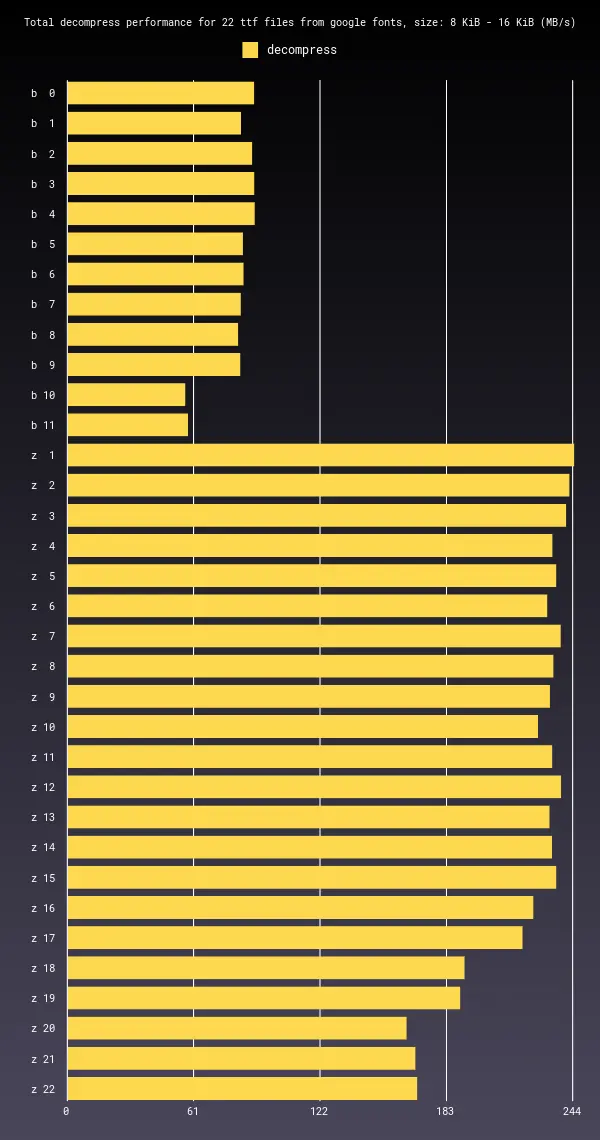 Total decompress performance for 22 ttf files from google fonts, size: 8 KiB - 16 KiB (MB/s)
decompress
b 0
b 1
b 2
b 3
b 4
b 5
b 6
b 7
b 8
b 9
b 10
b 11
z 1
z 2
z 3
z 4
z 5
z 6
z 7
z 8
z 9
z 10
z 11
z 12
z 13
z 14
z 15
z 16
z 17
z 18
z 19
z 20
z 21
z 22
0 61 122 183 244